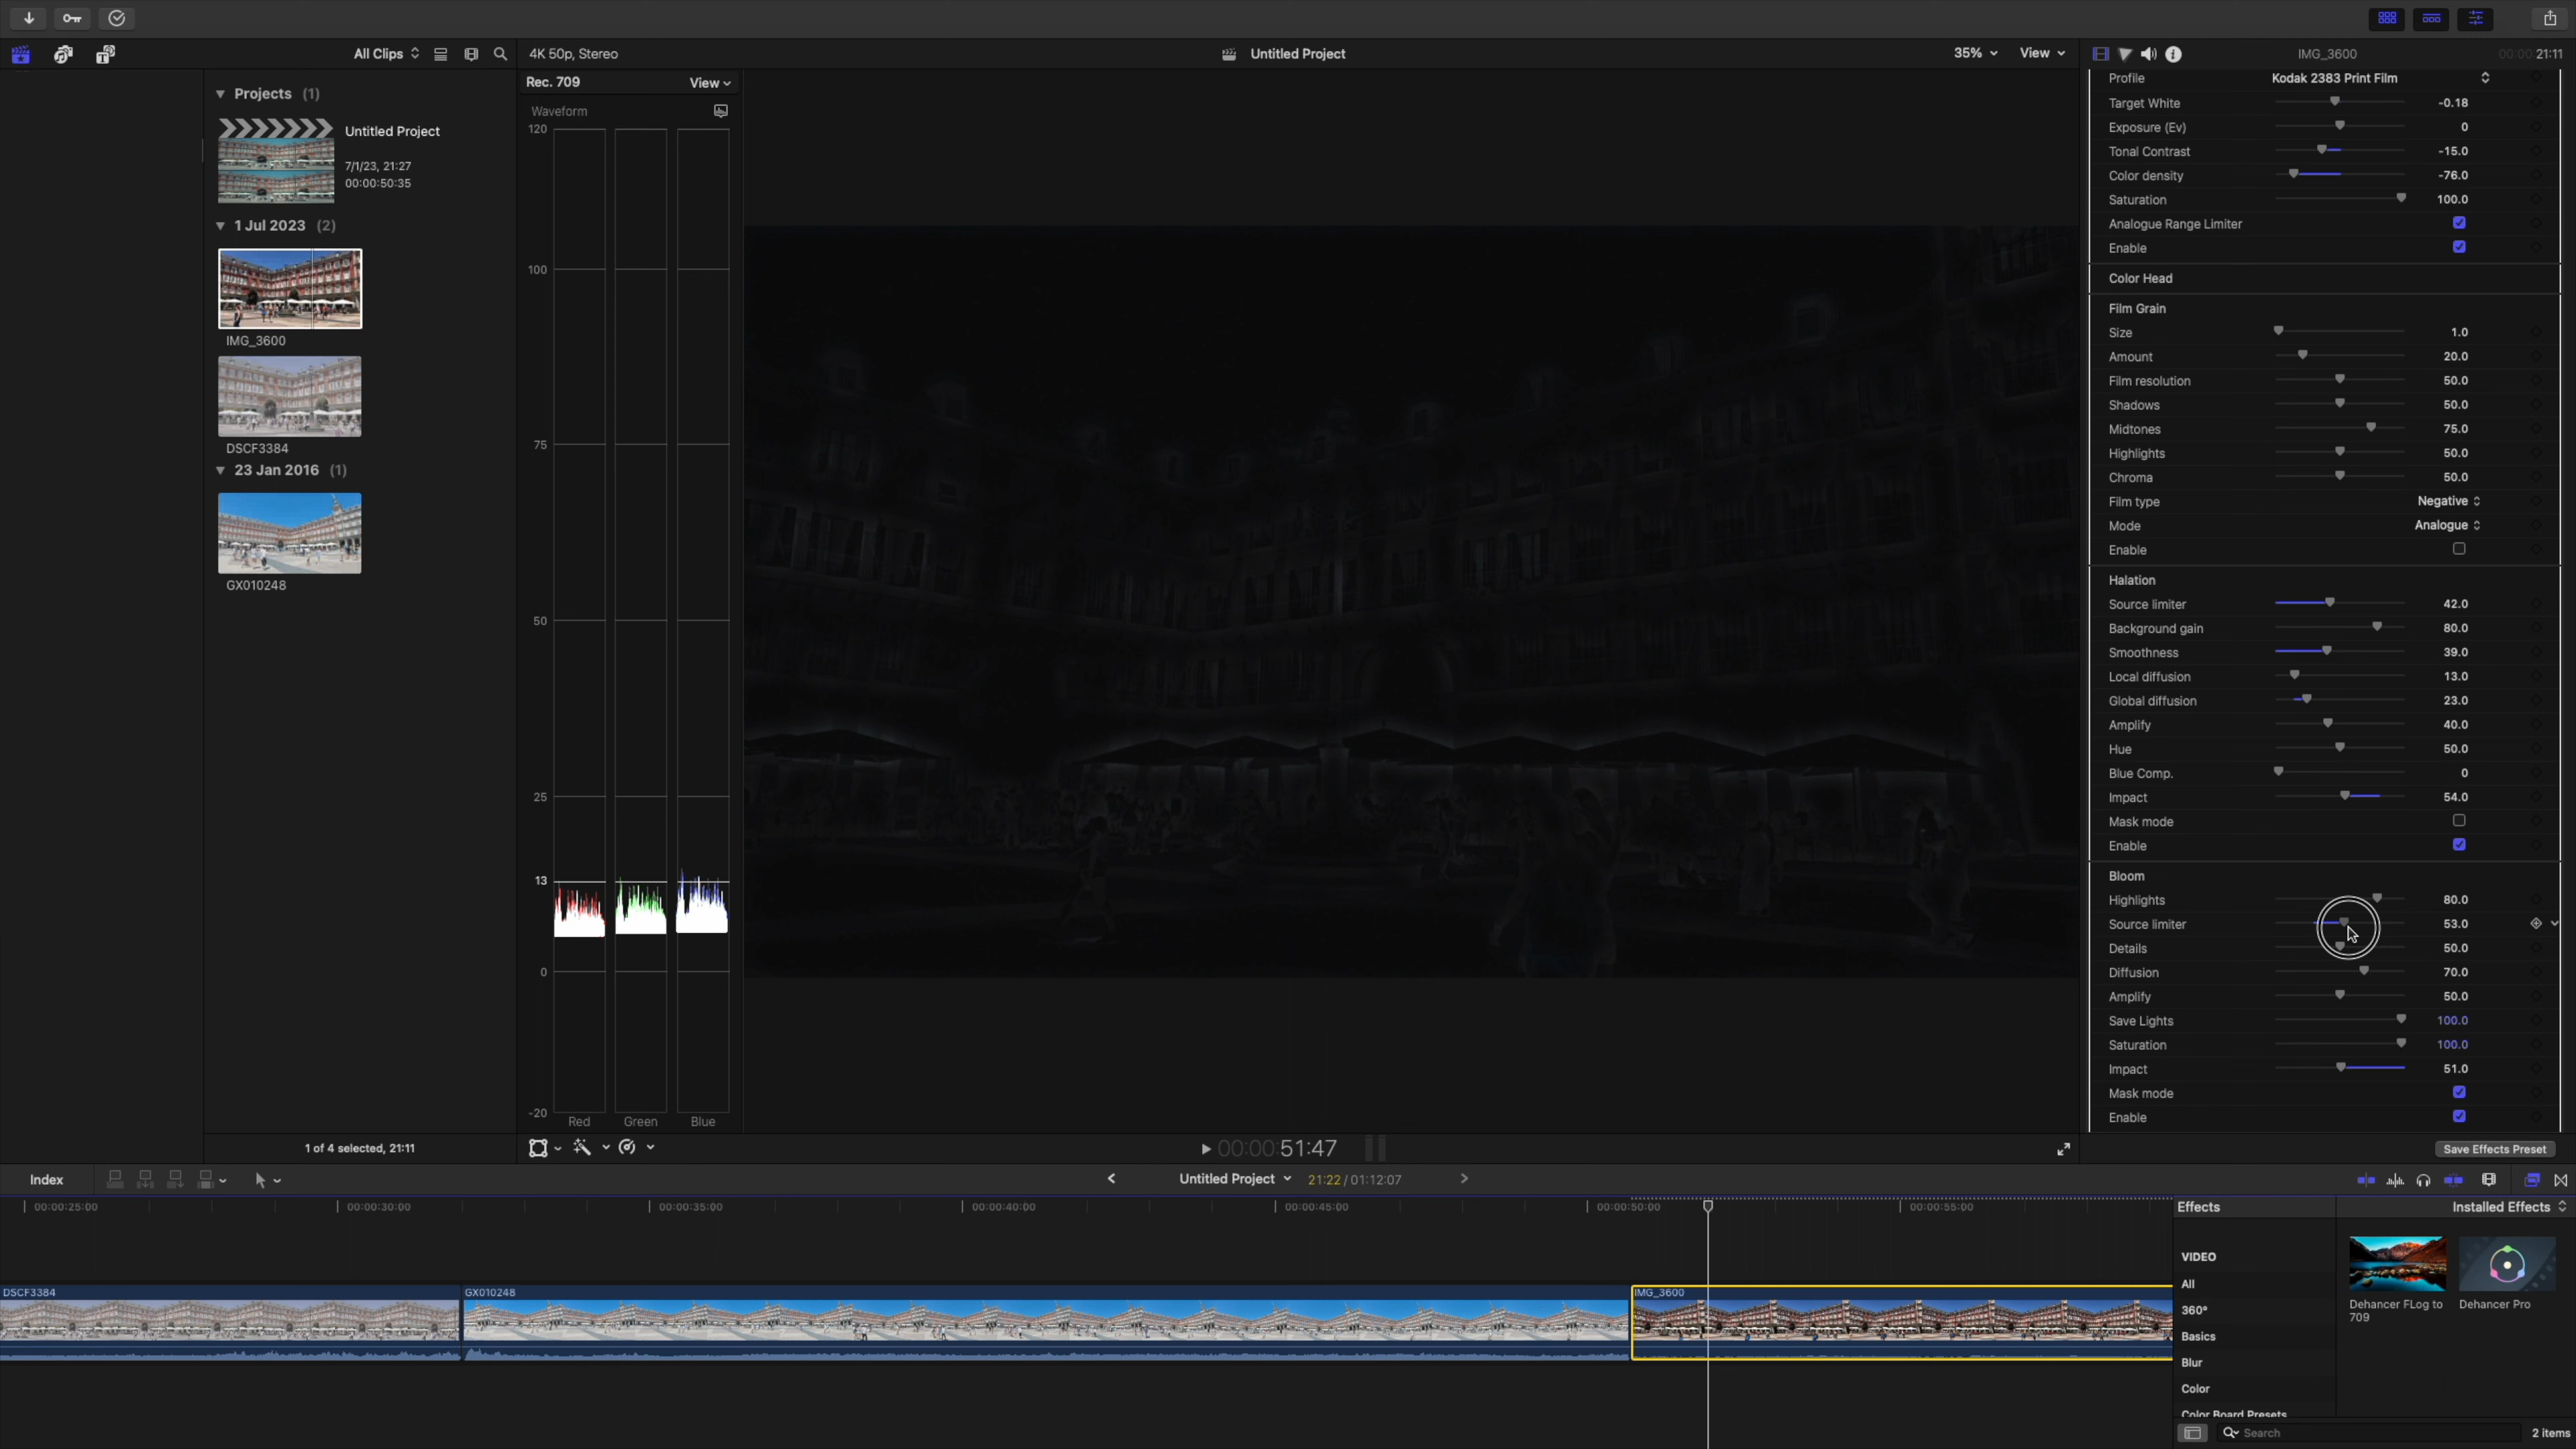 All Clips
4K 50p, Stereo
Untitled Project
35%
View
IMG_3600
00:00:21:11
Projects (1)
Untitled Project
7/1/23, 21:27
00:00:50:35
1 Jul 2023 (2)
IMG_3600
DSCF3384
23 Jan 2016 (1)
GX010248
1 of 4 selected, 21:11
Rec. 709
View
Waveform
120
100
75
50
25
13
0
-20
Red
Green
Blue
00:00:51:47
Profile
Kodak 2383 Print Film
Target White
-0.18
Exposure (Ev)
0
Tonal Contrast
-15.0
Color density
-76.0
Saturation
100.0
Analogue Range Limiter
Enable
Color Head
Film Grain
Size
1.0
Amount
20.0
Film resolution
50.0
Shadows
50.0
Midtones
75.0
Highlights
50.0
Chroma
50.0
Film type
Negative
Mode
Analogue
Enable
Halation
Source limiter
42.0
Background gain
80.0
Smoothness
39.0
Local diffusion
13.0
Global diffusion
23.0
Amplify
40.0
Hue
50.0
Blue Comp.
0
Impact
54.0
Mask mode
Enable
Bloom
Highlights
80.0
Source limiter
53.0
Details
50.0
Diffusion
70.0
Amplify
50.0
Save Lights
100.0
Saturation
100.0
Impact
51.0
Mask mode
Enable
Save Effects Preset
Index
Untitled Project
21:22 / 01:12:07
00:00:25:00
00:00:30:00
00:00:35:00
00:00:40:00
00:00:45:00
00:00:50:00
00:00:55:00
DSCF3384
GX010248
IMG_3600
Effects
Installed Effects
VIDEO
All
360°
Basics
Blur
Color
Color Board Presets
Dehancer FLog to
709
Dehancer Pro
Search
2 items